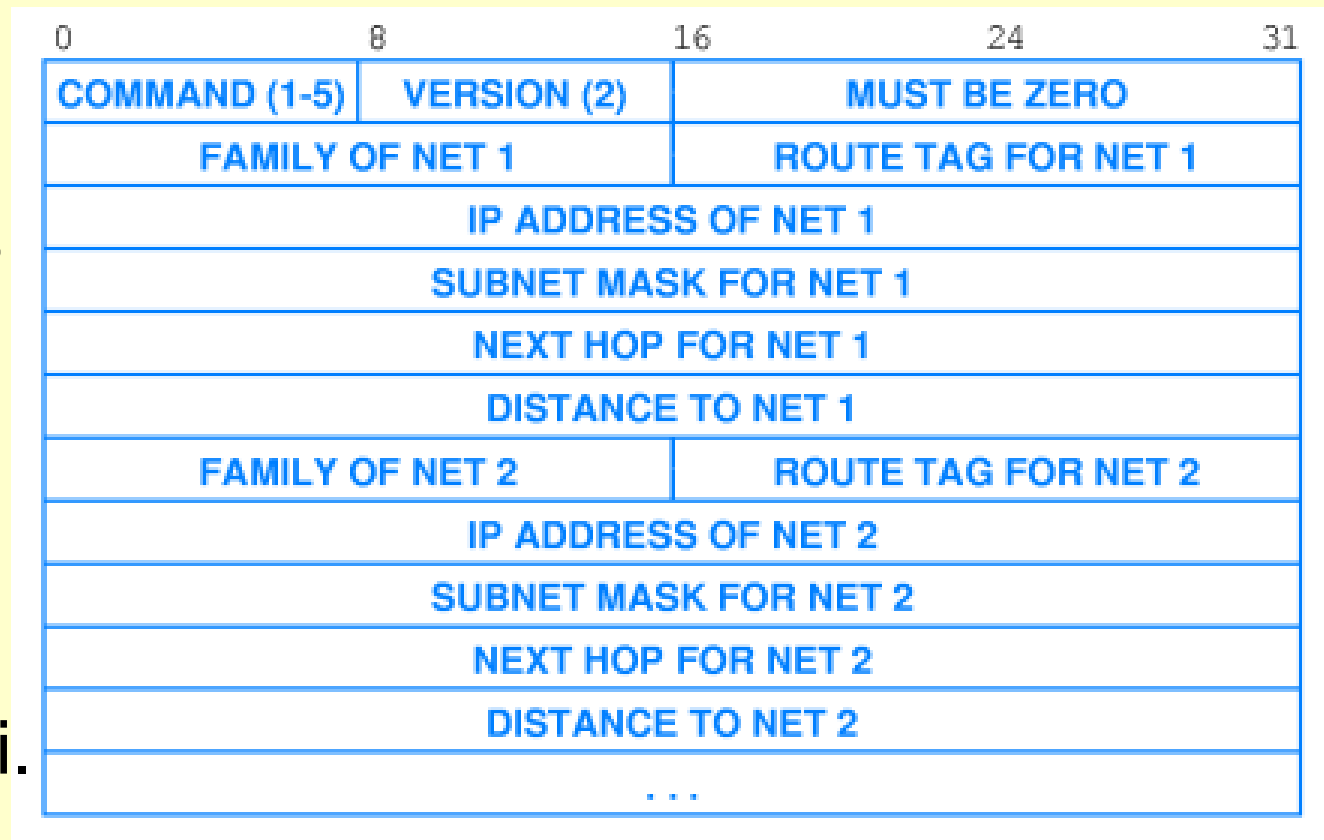 0 8 16 24 31
COMMAND (1-5) VERSION (2) MUST BE ZERO
FAMILY OF NET 1 ROUTE TAG FOR NET 1
IP ADDRESS OF NET 1
SUBNET MASK FOR NET 1
NEXT HOP FOR NET 1
DISTANCE TO NET 1
FAMILY OF NET 2 ROUTE TAG FOR NET 2
IP ADDRESS OF NET 2
SUBNET MASK FOR NET 2
NEXT HOP FOR NET 2
DISTANCE TO NET 2
i.
. . .